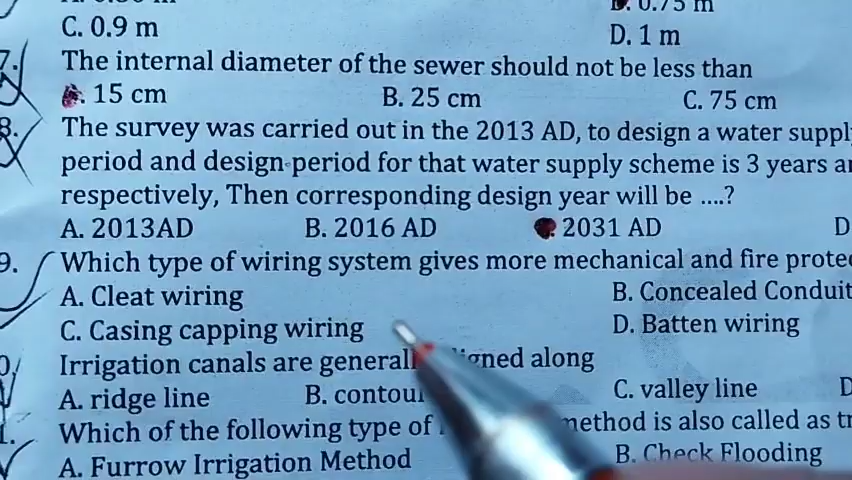 D. 0.75 m
C. 0.9 m
D. 1 m
7. The internal diameter of the sewer should not be less than
15 cm B. 25 cm C. 75 cm
8. The survey was carried out in the 2013 AD, to design a water
period and design period for that water supply scheme is 3 years
respectively, Then corresponding design year will be ....?
A. 2013AD B. 2016 AD 2031 AD D
9. Which type of wiring system gives more mechanical and fire
A. Cleat wiring B. Concealed Conduit
C. Casing capping wiring D. Batten wiring
Irrigation canals are along
A. ridge line B. C. valley line D
Which of the following type of method is also called as
A. Furrow Irrigation Method B. Check Flooding